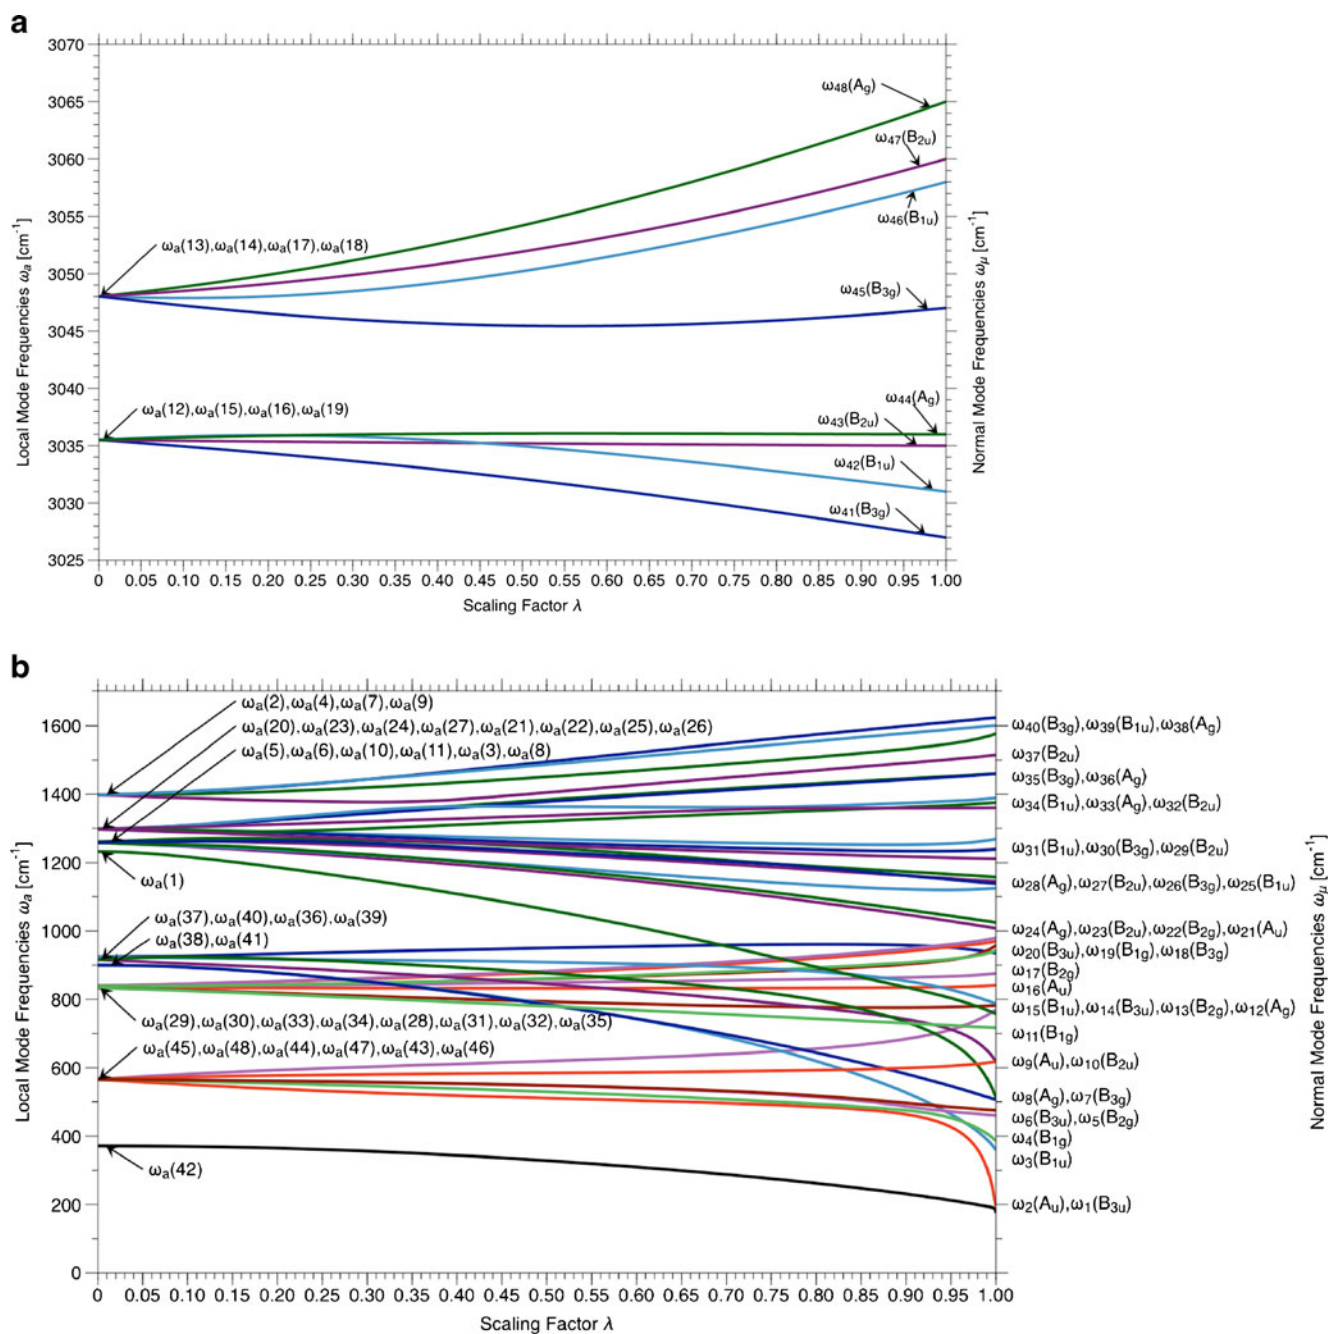 a
3070
3065
3060
3055
3050
3045
3040
3035
3030
3025
Local Mode Frequencies ωₐ [cm⁻¹]
Normal Mode Frequencies ω_μ [cm⁻¹]
ω₄₈(A_g)
ω₄₇(B₂ᵤ)
ω₄₆(B₁ᵤ)
ωₐ(13),ωₐ(14),ωₐ(17),ωₐ(18)
ω₄₅(B₃g)
ωₐ(12),ωₐ(15),ωₐ(16),ωₐ(19)
ω₄₄(A_g)
ω₄₃(B₂ᵤ)
ω₄₂(B₁ᵤ)
ω₄₁(B₃g)
0 0.05 0.10 0.15 0.20 0.25 0.30 0.35 0.40 0.45 0.50 0.55 0.60 0.65 0.70 0.75 0.80 0.85 0.90 0.95 1.00
Scaling Factor λ
b
1600
1400
1200
1000
800
600
400
200
0
Local Mode Frequencies ωₐ [cm⁻¹]
Normal Mode Frequencies ω_μ [cm⁻¹]
ωₐ(2),ωₐ(4),ωₐ(7),ωₐ(9)
ωₐ(20),ωₐ(23),ωₐ(24),ωₐ(27),ωₐ(21),ωₐ(22),ωₐ(25),ωₐ(26)
ωₐ(5),ωₐ(6),ωₐ(10),ωₐ(11),ωₐ(3),ωₐ(8)
ωₐ(1)
ωₐ(37),ωₐ(40),ωₐ(36),ωₐ(39)
ωₐ(38),ωₐ(41)
ωₐ(29),ωₐ(30),ωₐ(33),ωₐ(34),ωₐ(28),ωₐ(31),ωₐ(32),ωₐ(35)
ωₐ(45),ωₐ(48),ωₐ(44),ωₐ(47),ωₐ(43),ωₐ(46)
ωₐ(42)
ω₄₀(B₃g),ω₃₉(B₁ᵤ),ω₃₈(A_g)
ω₃₇(B₂ᵤ)
ω₃₅(B₃g),ω₃₆(A_g)
ω₃₄(B₁ᵤ),ω₃₃(A_g),ω₃₂(B₂ᵤ)
ω₃₁(B₁ᵤ),ω₃₀(B₃g),ω₂₉(B₂ᵤ)
ω₂₈(A_g),ω₂₇(B₂ᵤ),ω₂₆(B₃g),ω₂₅(B₁ᵤ)
ω₂₄(A_g),ω₂₃(B₂ᵤ),ω₂₂(B₂g),ω₂₁(Aᵤ)
ω₂₀(B₃ᵤ),ω₁₉(B₁g),ω₁₈(B₃g)
ω₁₇(B₂g)
ω₁₆(Aᵤ)
ω₁₅(B₁ᵤ),ω₁₄(B₃ᵤ),ω₁₃(B₂g),ω₁₂(A_g)
ω₁₁(B₁g)
ω₉(Aᵤ),ω₁₀(B₂ᵤ)
ω₈(A_g),ω₇(B₃g)
ω₆(B₃ᵤ),ω₅(B₂g)
ω₄(B₁g)
ω₃(B₁ᵤ)
ω₂(Aᵤ),ω₁(B₃ᵤ)
0 0.05 0.10 0.15 0.20 0.25 0.30 0.35 0.40 0.45 0.50 0.55 0.60 0.65 0.70 0.75 0.80 0.85 0.90 0.95 1.00
Scaling Factor λ